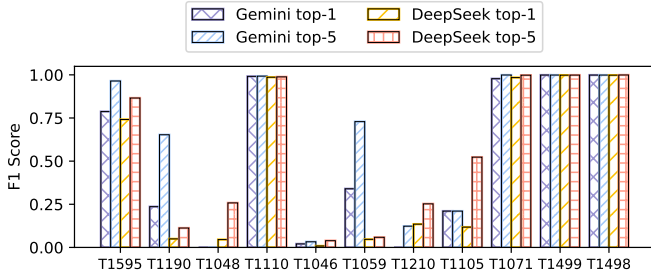 Gemini top-1 DeepSeek top-1
Gemini top-5 DeepSeek top-5
1.00
0.75
0.50
0.25
0.00
F1 Score
T1595 T1190 T1048 T1110 T1046 T1059 T1210 T1105 T1071 T1499 T1498